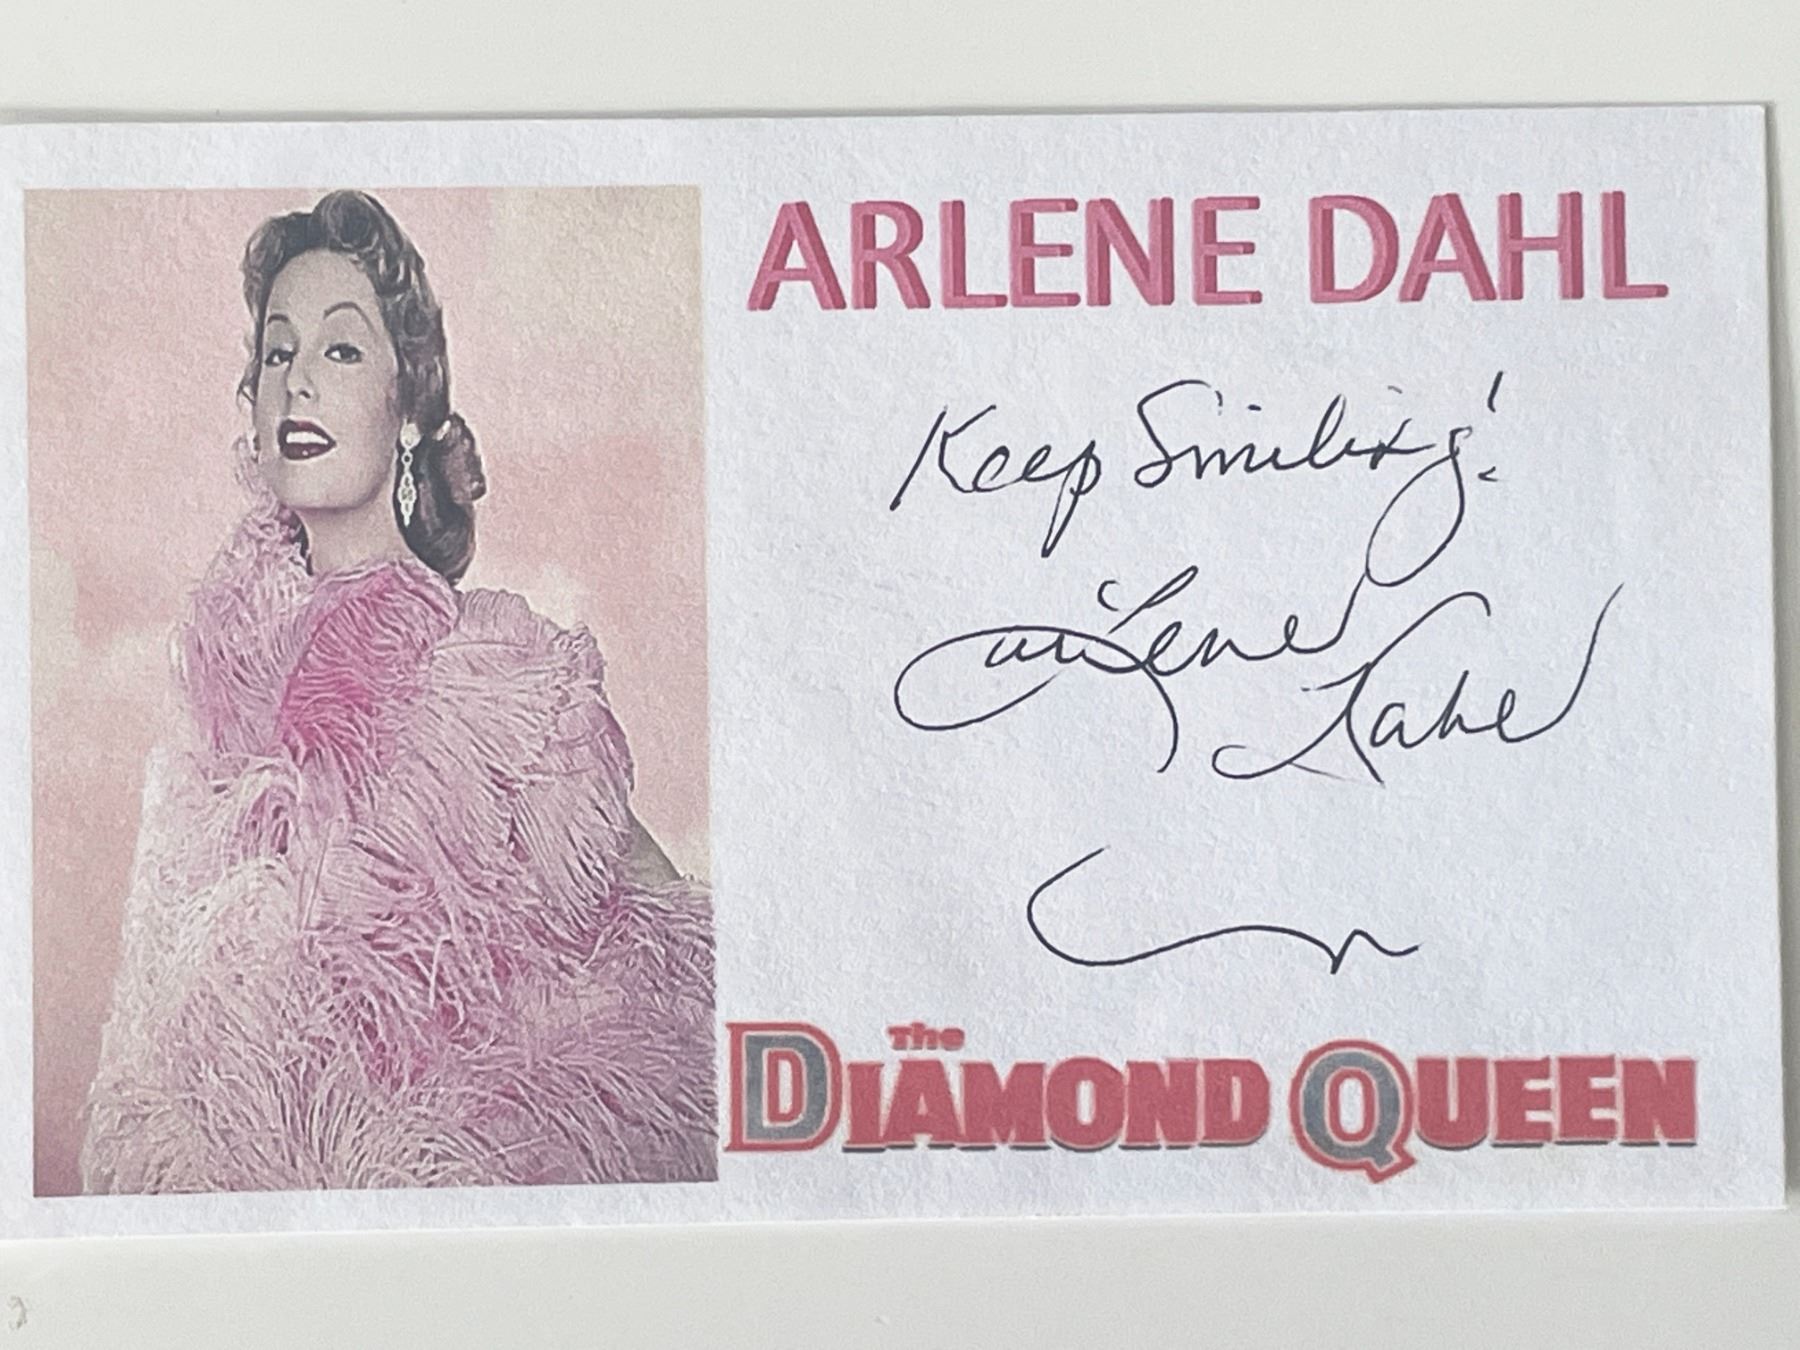 ARLENE DAHL
Keep Smiling!
Arlene Dahl
The DIAMOND QUEEN